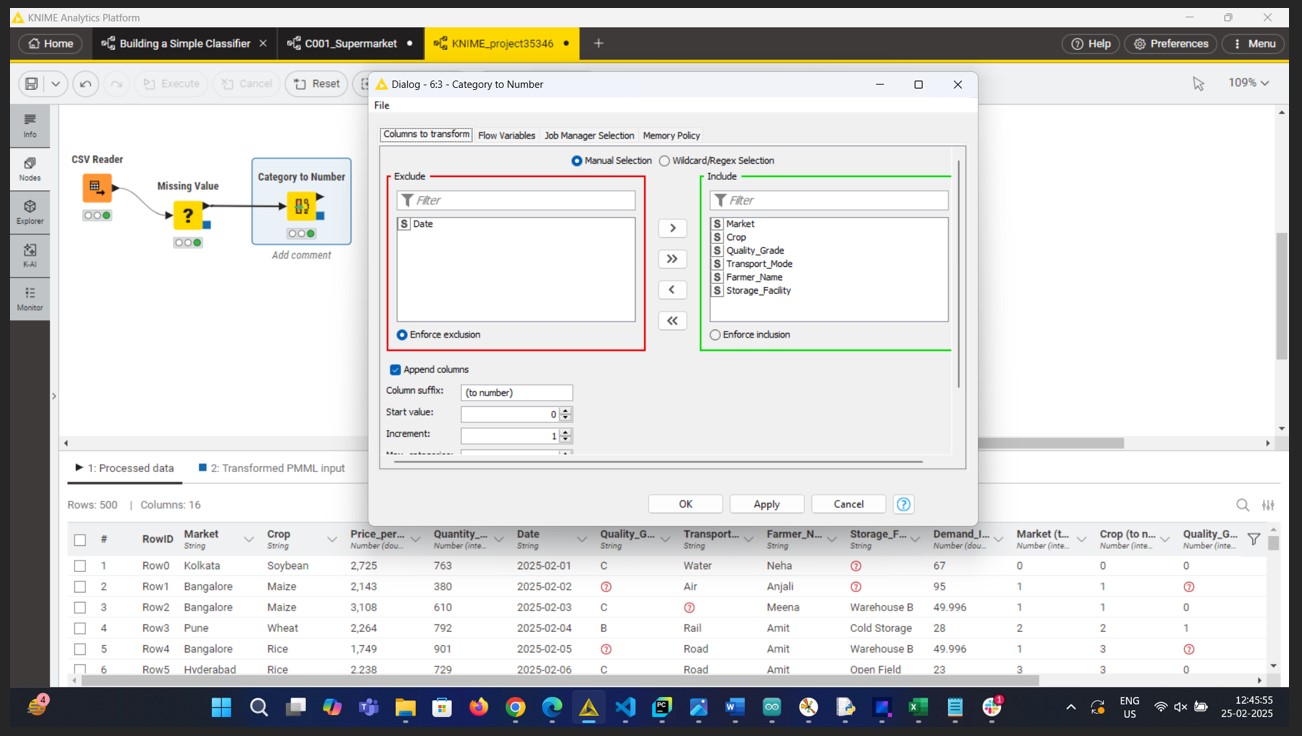 KNIME Analytics Platform
Home
Building a Simple Classifier
C001_Supermarket
KNIME_project35346
Help
Preferences
Menu
Execute
Cancel
Reset
109%
Info
Nodes
Explorer
K-AI
Monitor
CSV Reader
Missing Value
?
Category to Number
Add comment
Dialog - 6:3 - Category to Number
File
Columns to transform Flow Variables Job Manager Selection Memory Policy
Manual Selection Wildcard/Regex Selection
Exclude
Filter
S Date
Enforce exclusion
Include
Filter
S Market
S Crop
S Quality_Grade
S Transport_Mode
S Farmer_Name
S Storage_Facility
Enforce inclusion
Append columns
Column suffix: (to number)
Start value: 0
Increment: 1
OK Apply Cancel ?
1: Processed data 2: Transformed PMML input
Rows: 500 | Columns: 16
# RowID Market Crop Price_per... Quantity_... Date Quality_G... Transport... Farmer_N... Storage_F... Demand_I... Market (t... Crop (to n... Quality_G...
String String Number (dou... Number (inte... String String String String String Number (dou... Number (inte... Number (inte... Number (inte...
1 Row0 Kolkata Soybean 2,725 763 2025-02-01 C Water Neha ? 67 0 0 0
2 Row1 Bangalore Maize 2,143 380 2025-02-02 ? Air Anjali ? 95 1 1 ?
3 Row2 Bangalore Maize 3,108 610 2025-02-03 C ? Meena Warehouse B 49.996 1 1 0
4 Row3 Pune Wheat 2,264 792 2025-02-04 B Rail Amit Cold Storage 28 2 2 1
5 Row4 Bangalore Rice 1,749 901 2025-02-05 ? Road Amit Warehouse B 49.996 1 3 ?
6 Row5 Hyderabad Rice 2,238 729 2025-02-06 C Road Amit Open Field 23 3 3 0
4
1
ENG
US
12:45:55
25-02-2025